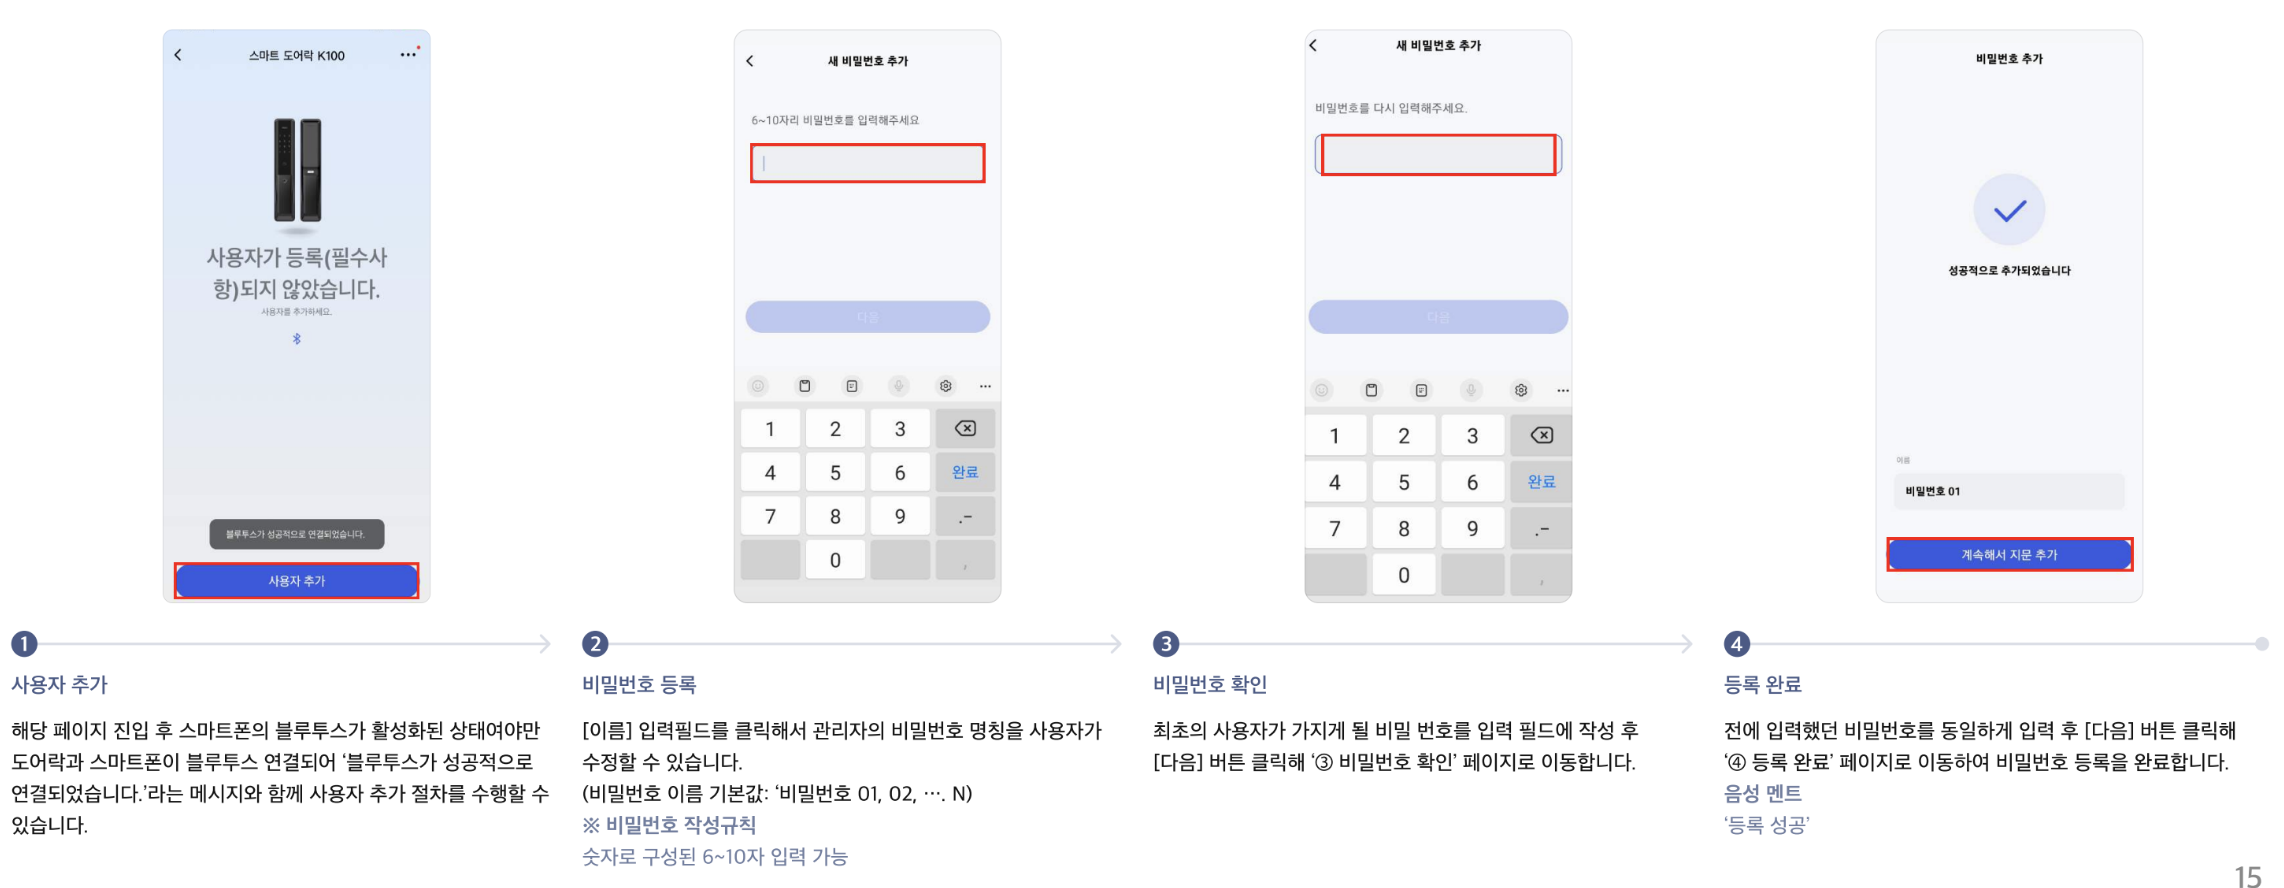 스마트 도어락 K100
사용자가 등록(필수사
항)되지 않았습니다.
사용자를 추가하세요.
블루투스가 성공적으로 연결되었습니다.
사용자 추가
새 비밀번호 추가
6~10자리 비밀번호를 입력해주세요
다음
1 2 3
4 5 6 완료
7 8 9 .-
0 ,
새 비밀번호 추가
비밀번호를 다시 입력해주세요.
다음
1 2 3
4 5 6 완료
7 8 9 .-
0 ,
비밀번호 추가
성공적으로 추가되었습니다
이름
비밀번호 01
계속해서 지문 추가
1
사용자 추가
해당 페이지 진입 후 스마트폰의 블루투스가 활성화된 상태여야만
도어락과 스마트폰이 블루투스 연결되어 ‘블루투스가 성공적으로
연결되었습니다.’라는 메시지와 함께 사용자 추가 절차를 수행할 수
있습니다.
2
비밀번호 등록
[이름] 입력필드를 클릭해서 관리자의 비밀번호 명칭을 사용자가
수정할 수 있습니다.
(비밀번호 이름 기본값: ‘비밀번호 01, 02, …. N)
※ 비밀번호 작성규칙
숫자로 구성된 6~10자 입력 가능
3
비밀번호 확인
최초의 사용자가 가지게 될 비밀 번호를 입력 필드에 작성 후
[다음] 버튼 클릭해 ‘③ 비밀번호 확인’ 페이지로 이동합니다.
4
등록 완료
전에 입력했던 비밀번호를 동일하게 입력 후 [다음] 버튼 클릭해
‘④ 등록 완료’ 페이지로 이동하여 비밀번호 등록을 완료합니다.
음성 멘트
‘등록 성공’
15